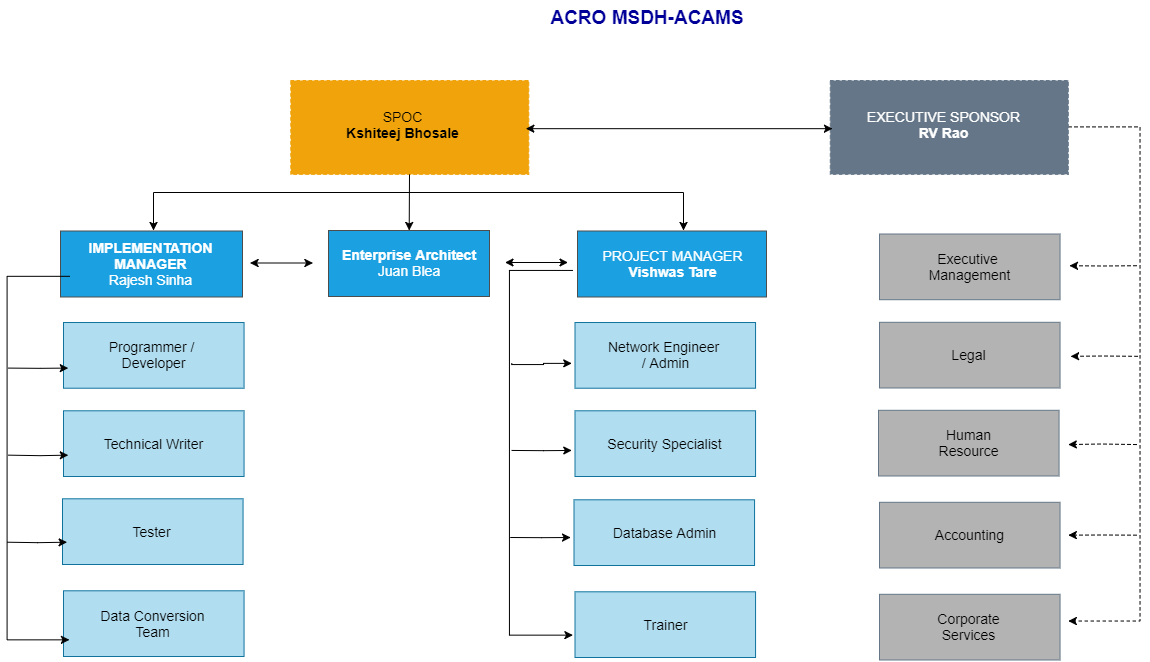 ACRO MSDH-ACAMS
SPOC
Kshiteej Bhosale
EXECUTIVE SPONSOR
RV Rao
IMPLEMENTATION
MANAGER
Rajesh Sinha
Enterprise Architect
Juan Blea
PROJECT MANAGER
Vishwas Tare
Executive
Management
Programmer /
Developer
Network Engineer
/ Admin
Legal
Technical Writer
Security Specialist
Human
Resource
Tester
Database Admin
Accounting
Data Conversion
Team
Trainer
Corporate
Services